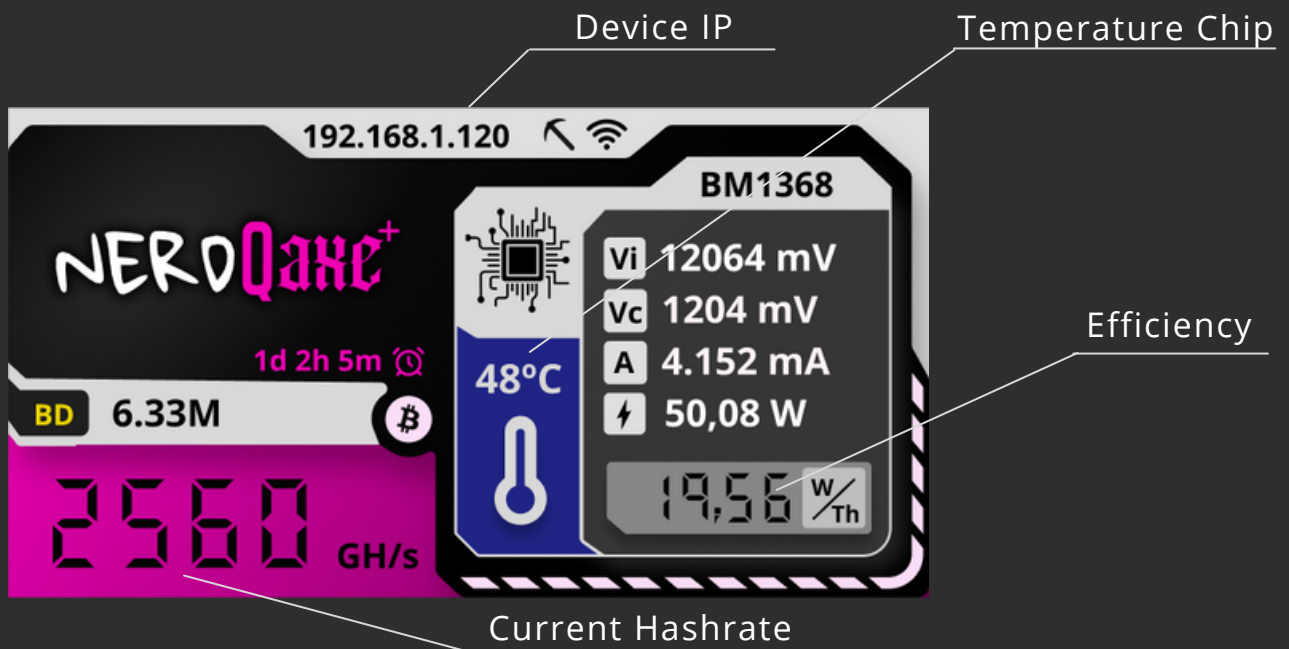 Device IP
Temperature Chip
192.168.1.120
BM1368
NERDQaxe+
Vi 12064 mV
Vc 1204 mV
A 4.152 mA
50,08 W
Efficiency
1d 2h 5m
48ºC
BD 6.33M
19,56 W/Th
2560 GH/s
Current Hashrate